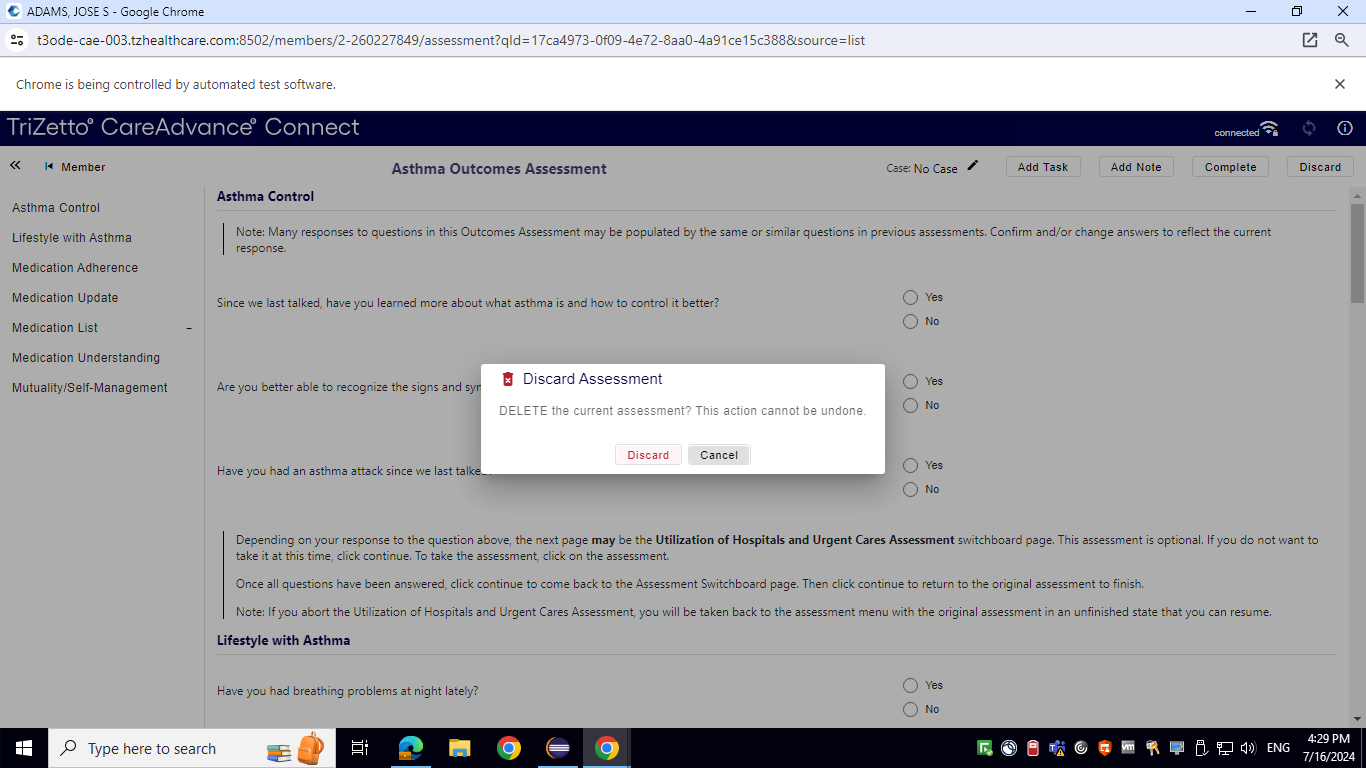 ADAMS, JOSE S - Google Chrome
t3ode-cae-003.tzhealthcare.com:8502/members/2-260227849/assessment?qId=17ca4973-0f09-4e72-8aa0-4a91ce15c388&source=list
Chrome is being controlled by automated test software.
TriZetto® CareAdvance® Connect
connected
Member
Asthma Outcomes Assessment
Case: No Case
Add Task
Add Note
Complete
Discard
Asthma Control
Lifestyle with Asthma
Medication Adherence
Medication Update
Medication List
Medication Understanding
Mutuality/Self-Management
Asthma Control
Note: Many responses to questions in this Outcomes Assessment may be populated by the same or similar questions in previous assessments. Confirm and/or change answers to reflect the current
response.
Since we last talked, have you learned more about what asthma is and how to control it better?
Yes
No
Are you better able to recognize the signs and
Yes
No
Discard Assessment
DELETE the current assessment? This action cannot be undone.
Discard
Cancel
Have you had an asthma attack since we last talked?
Yes
No
Depending on your response to the question above, the next page may be the Utilization of Hospitals and Urgent Cares Assessment switchboard page. This assessment is optional. If you do not want to
take it at this time, click continue. To take the assessment, click on the assessment.
Once all questions have been answered, click continue to come back to the Assessment Switchboard page. Then click continue to return to the original assessment to finish.
Note: If you abort the Utilization of Hospitals and Urgent Cares Assessment, you will be taken back to the assessment menu with the original assessment in an unfinished state that you can resume.
Lifestyle with Asthma
Have you had breathing problems at night lately?
Yes
No
Type here to search
ENG
4:29 PM
7/16/2024